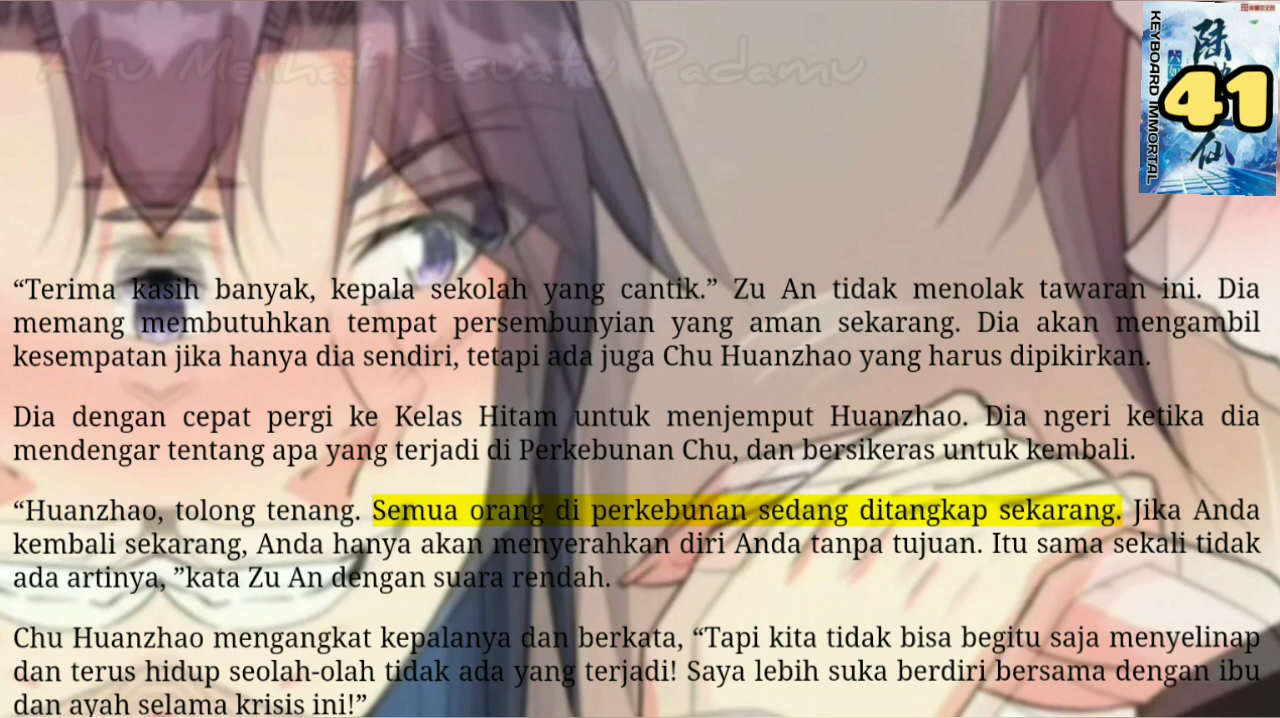 Aku Melihat Sesuatu Padamu
KEYBOARD IMMORTAL
陆
仙
41
“Terima kasih banyak, kepala sekolah yang cantik.” Zu An tidak menolak tawaran ini. Dia
memang membutuhkan tempat persembunyian yang aman sekarang. Dia akan mengambil
kesempatan jika hanya dia sendiri, tetapi ada juga Chu Huanzhao yang harus dipikirkan.
Dia dengan cepat pergi ke Kelas Hitam untuk menjemput Huanzhao. Dia ngeri ketika dia
mendengar tentang apa yang terjadi di Perkebunan Chu, dan bersikeras untuk kembali.
“Huanzhao, tolong tenang. Semua orang di perkebunan sedang ditangkap sekarang. Jika Anda
kembali sekarang, Anda hanya akan menyerahkan diri Anda tanpa tujuan. Itu sama sekali tidak
ada artinya, ”kata Zu An dengan suara rendah.
Chu Huanzhao mengangkat kepalanya dan berkata, “Tapi kita tidak bisa begitu saja menyelinap
dan terus hidup seolah-olah tidak ada yang terjadi! Saya lebih suka berdiri bersama dengan ibu
dan ayah selama krisis ini!”